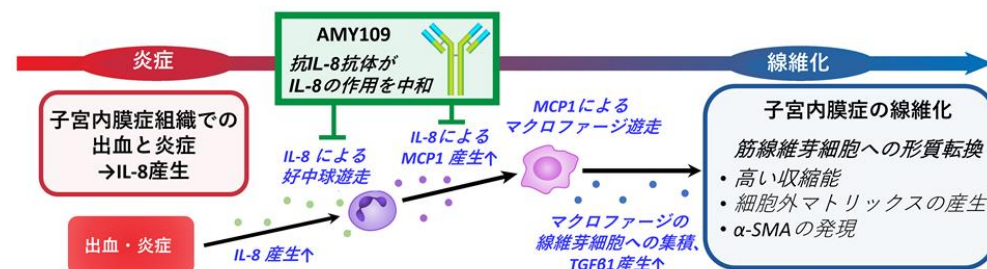 炎症
AMY109
抗IL-8抗体が
IL-8の作用を中和
線維化
子宮内膜症組織での
出血と炎症
→IL-8産生
IL-8 による
好中球遊走
IL-8による
MCP1 産生↑
MCP1による
マクロファージ遊走
子宮内膜症の線維化
筋線維芽細胞への形質転換
• 高い収縮能
• 細胞外マトリックスの産生
• α-SMAの発現
出血・炎症
IL-8 産生↑
マクロファージの
線維芽細胞への集積、
TGFβ1産生↑